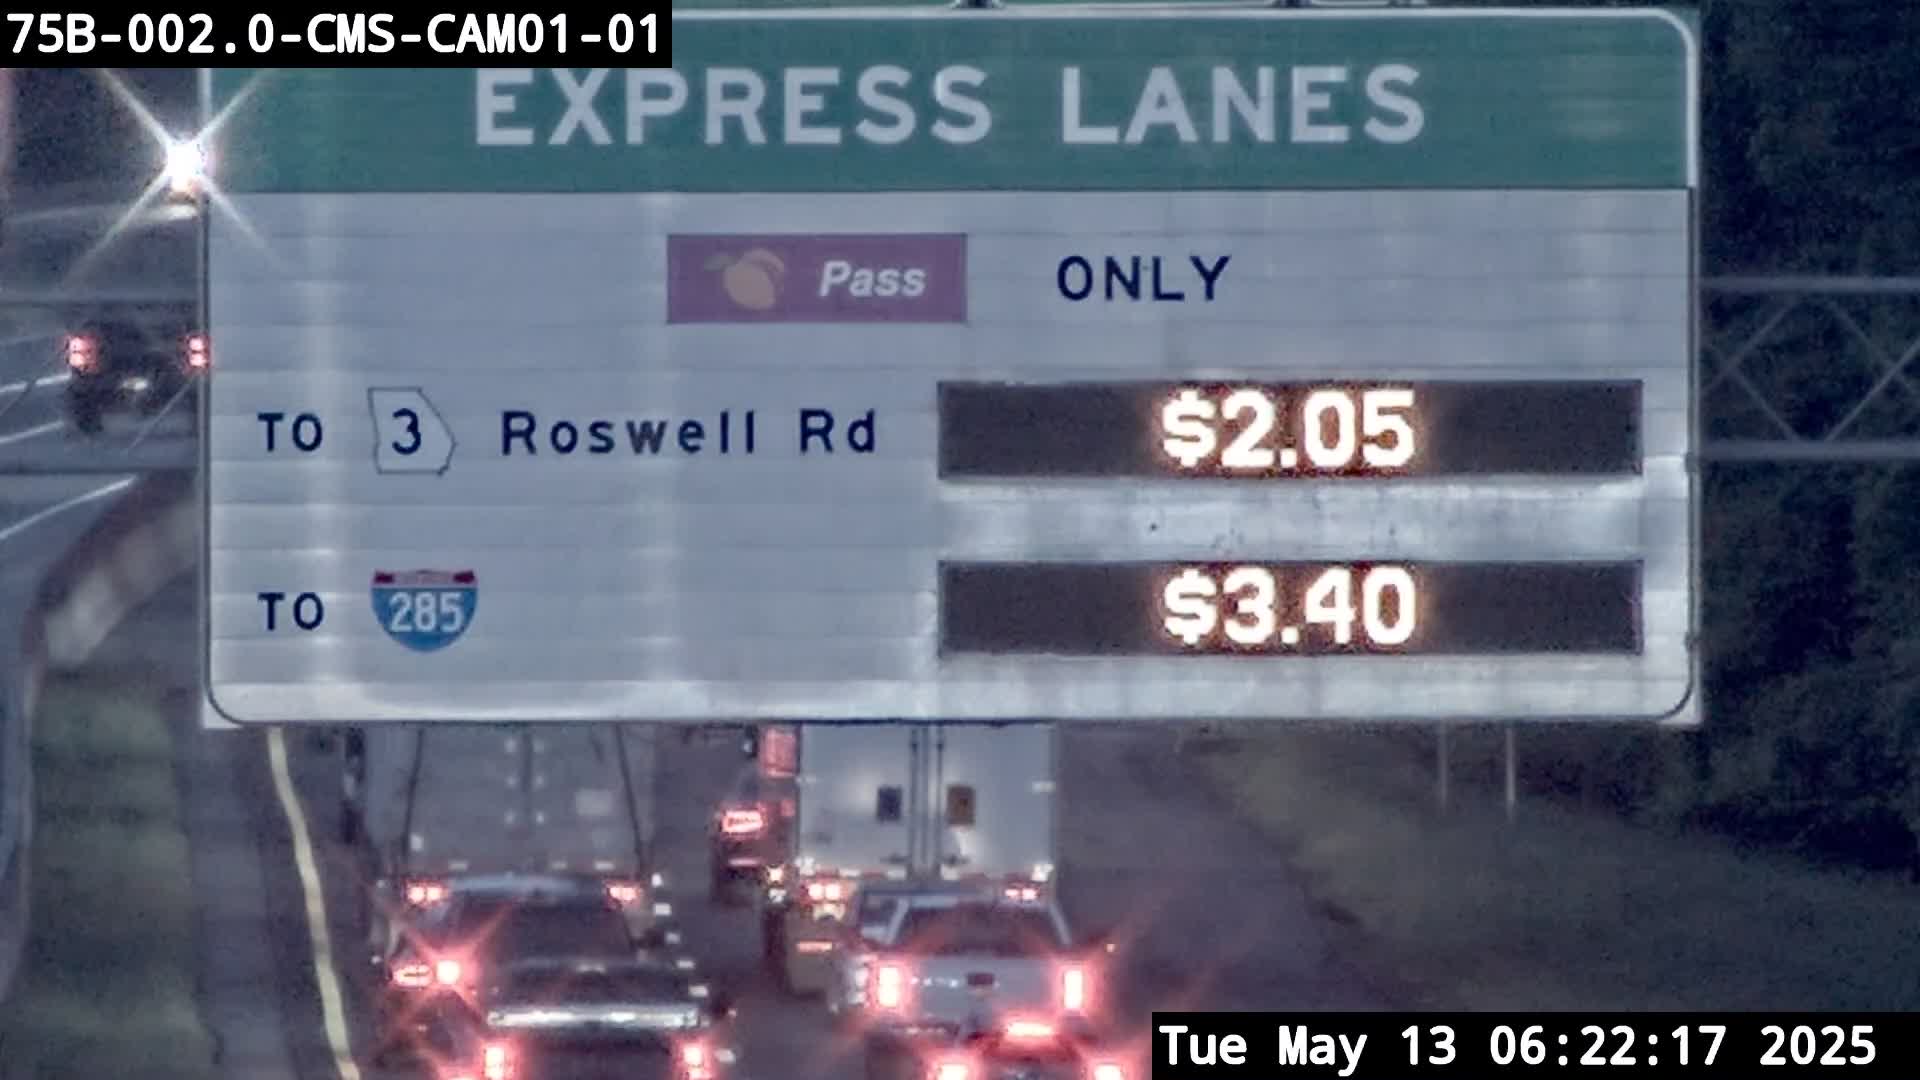 75B-002.0-CMS-CAM01-01
EXPRESS LANES
Pass ONLY
TO 3 Roswell Rd $2.05
TO 285 $3.40
Tue May 13 06:22:17 2025